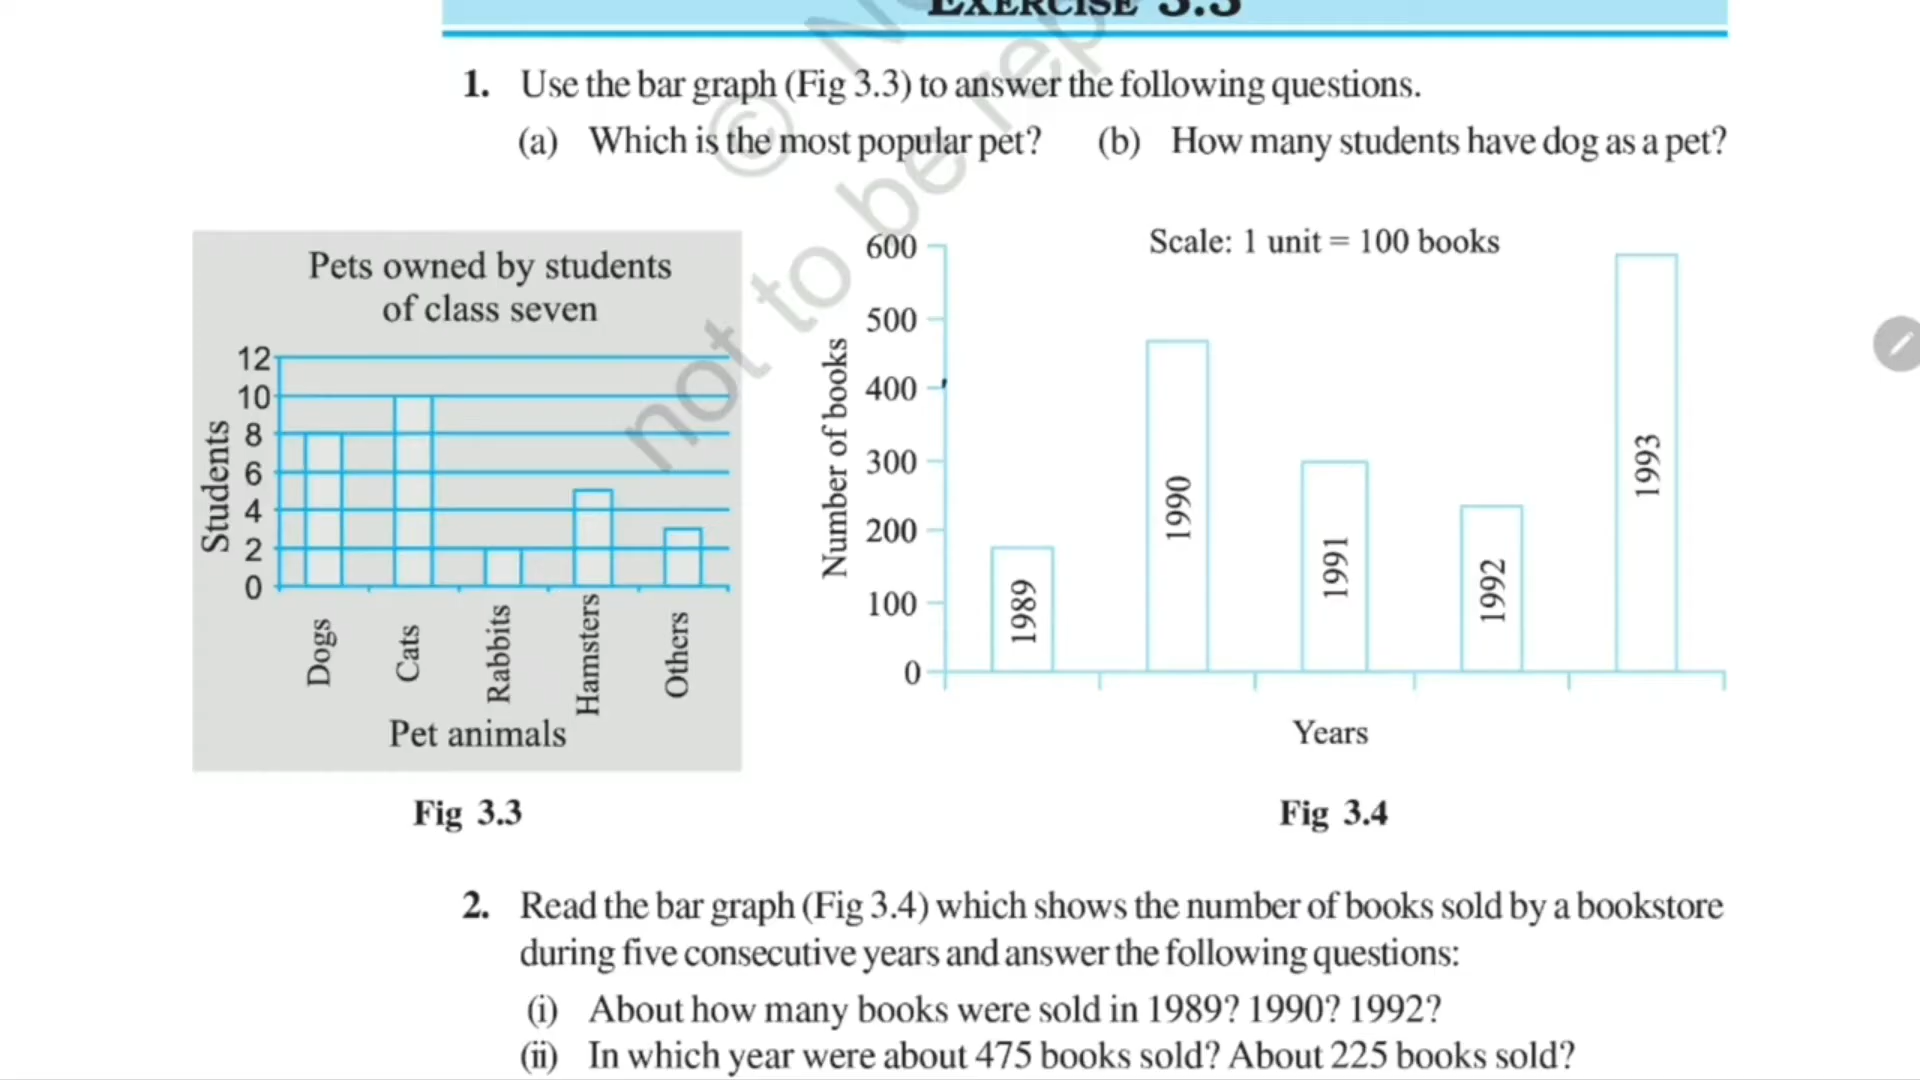 EXERCISE 3.3
1. Use the bar graph (Fig 3.3) to answer the following questions.
(a) Which is the most popular pet? (b) How many students have dog as a pet?
Pets owned by students
of class seven
12
10
8
6
4
2
0
Students
Dogs
Cats
Rabbits
Hamsters
Others
Pet animals
Fig 3.3
Scale: 1 unit = 100 books
600
500
400
300
200
100
0
Number of books
1989
1990
1991
1992
1993
Years
Fig 3.4
© N
not to be rep
2. Read the bar graph (Fig 3.4) which shows the number of books sold by a bookstore
during five consecutive years and answer the following questions:
(i) About how many books were sold in 1989? 1990? 1992?
(ii) In which year were about 475 books sold? About 225 books sold?